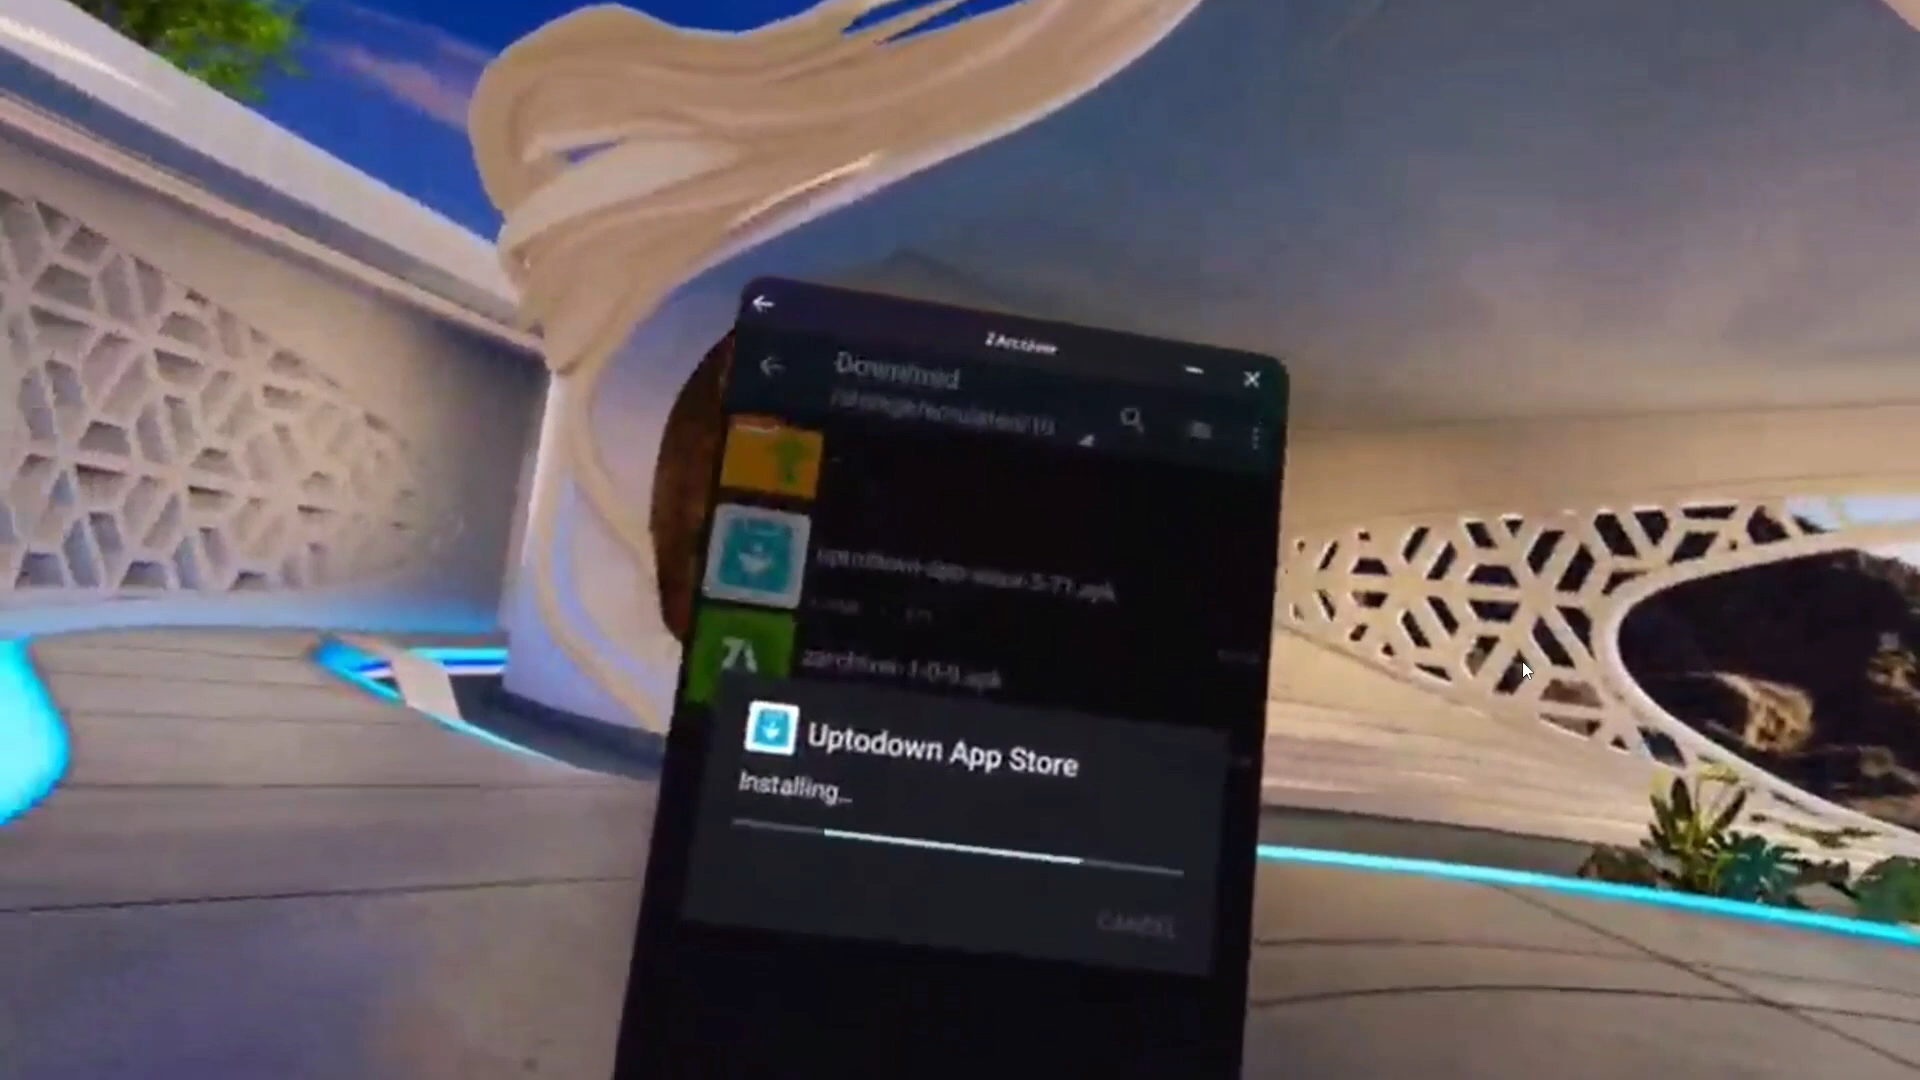 ZArchiver
Download
uptodown-app-store-5-71.apk
zarchiver-1-0-9.apk
Uptodown App Store
Installing...
CANCEL